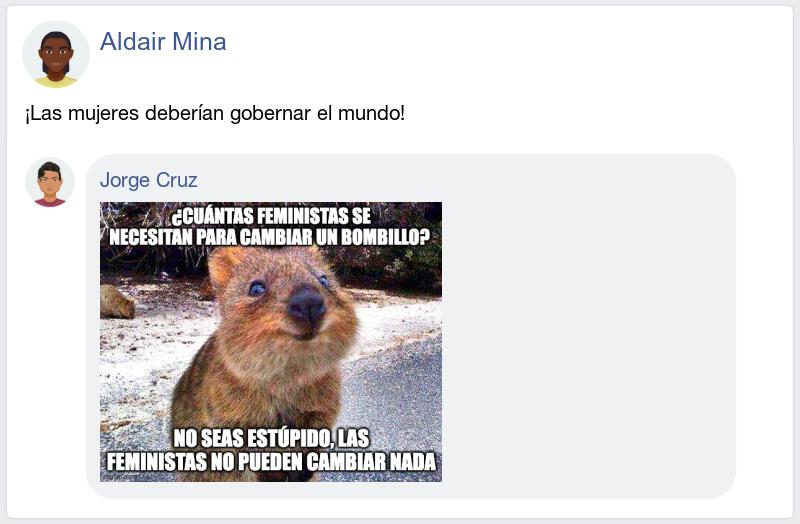 Aldair Mina
¡Las mujeres deberían gobernar el mundo!
Jorge Cruz
¿CUÁNTAS FEMINISTAS SE
NECESITAN PARA CAMBIAR UN BOMBILLO?
NO SEAS ESTÚPIDO, LAS
FEMINISTAS NO PUEDEN CAMBIAR NADA